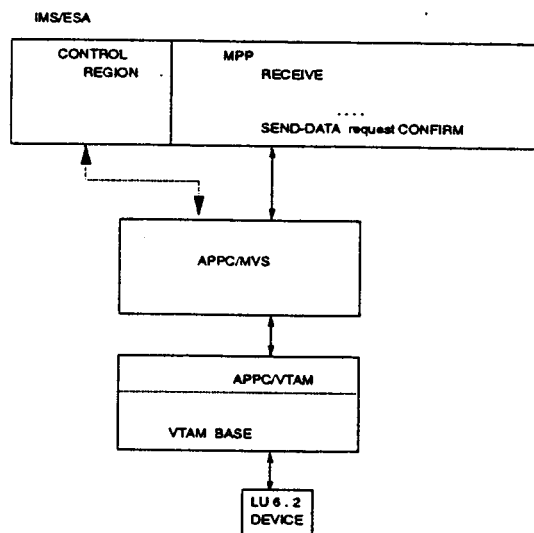 IMS/ESA
CONTROL
REGION
MPP
RECEIVE
....
SEND-DATA request CONFIRM
APPC/MVS
APPC/VTAM
VTAM BASE
LU 6.2
DEVICE